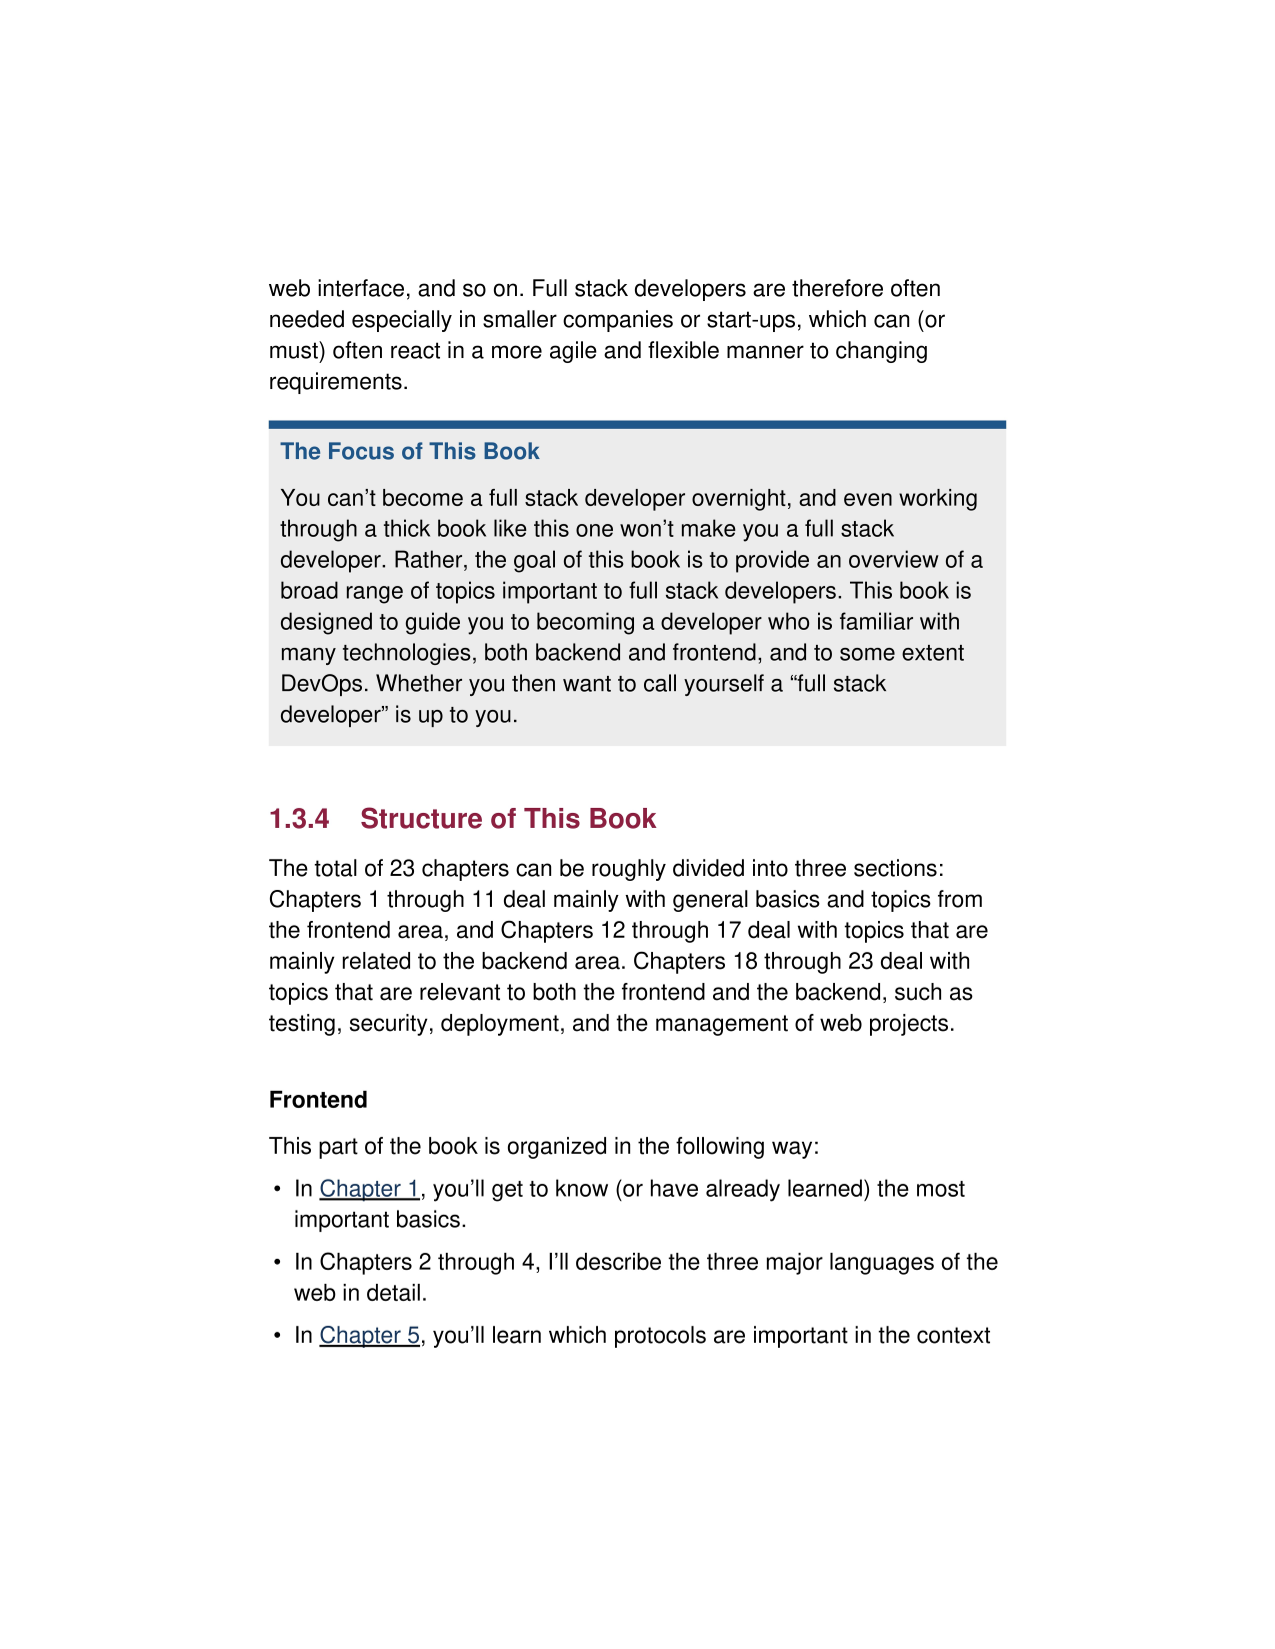 web interface, and so on. Full stack developers are therefore often
needed especially in smaller companies or start-ups, which can (or
must) often react in a more agile and flexible manner to changing
requirements.
The Focus of This Book
You can’t become a full stack developer overnight, and even working
through a thick book like this one won’t make you a full stack
developer. Rather, the goal of this book is to provide an overview of a
broad range of topics important to full stack developers. This book is
designed to guide you to becoming a developer who is familiar with
many technologies, both backend and frontend, and to some extent
DevOps. Whether you then want to call yourself a “full stack
developer” is up to you.
1.3.4 Structure of This Book
The total of 23 chapters can be roughly divided into three sections:
Chapters 1 through 11 deal mainly with general basics and topics from
the frontend area, and Chapters 12 through 17 deal with topics that are
mainly related to the backend area. Chapters 18 through 23 deal with
topics that are relevant to both the frontend and the backend, such as
testing, security, deployment, and the management of web projects.
Frontend
This part of the book is organized in the following way:
• In Chapter 1, you’ll get to know (or have already learned) the most
important basics.
• In Chapters 2 through 4, I’ll describe the three major languages of the
web in detail.
• In Chapter 5, you’ll learn which protocols are important in the context